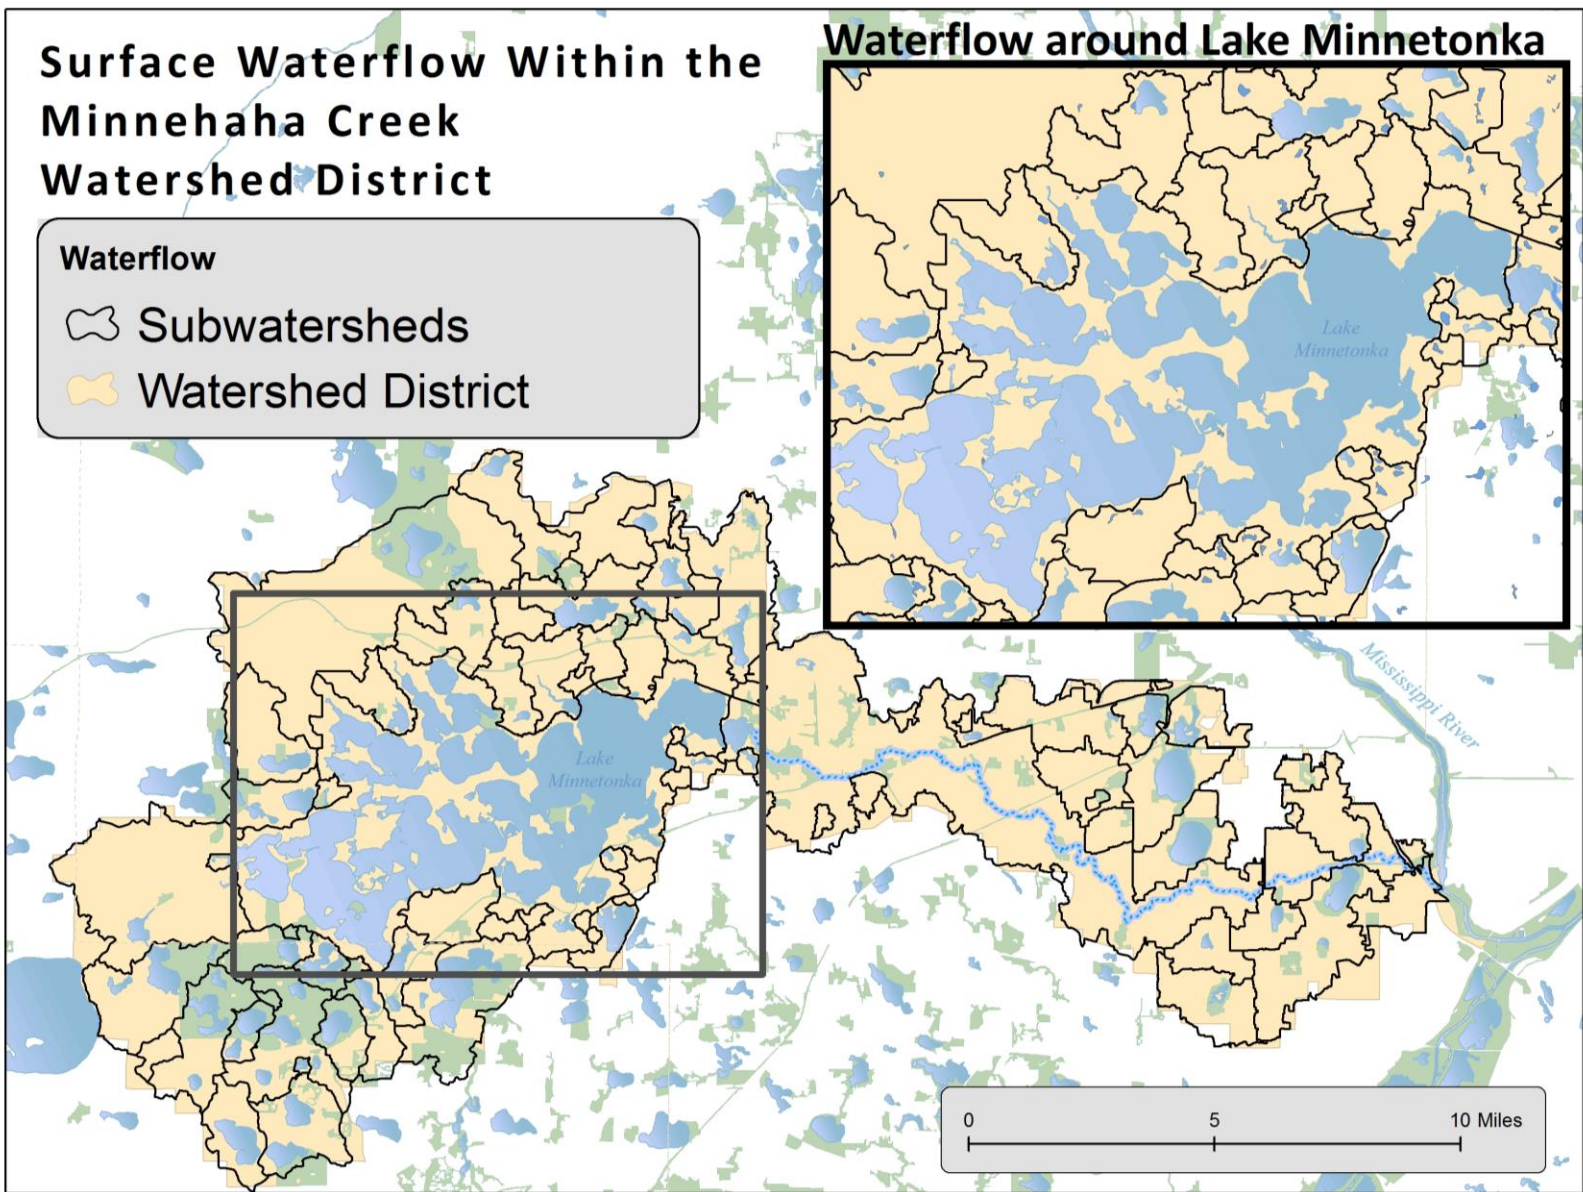 Surface Waterflow Within the
Minnehaha Creek
Watershed District
Waterflow
Subwatersheds
Watershed District
Waterflow around Lake Minnetonka
Lake
Minnetonka
Mississippi River
Lake
Minnetonka
0 5 10 Miles